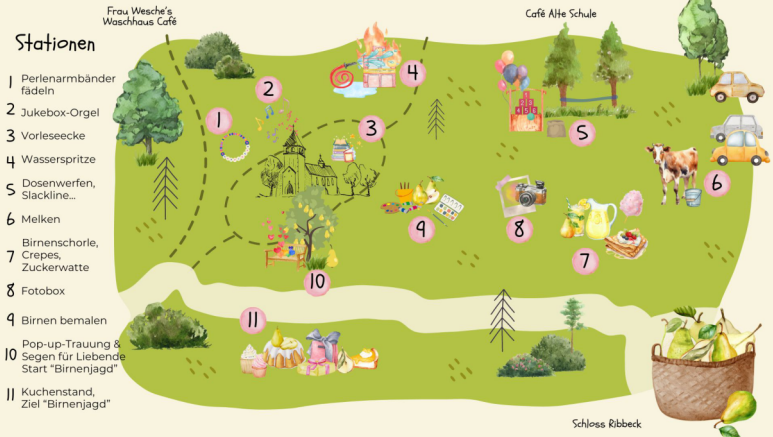 Frau Wesche's
Waschhaus Café
Café Alte Schule
Stationen
1 Perlenarmbänder
fädeln
2 Jukebox-Orgel
3 Vorleseecke
4 Wasserspritze
5 Dosenwerfen,
Slackline...
6 Melken
7 Birnenschorle,
Crepes,
Zuckerwatte
8 Fotobox
9 Birnen bemalen
10 Pop-up-Trauung &
Segen für Liebende
Start "Birnenjagd"
11 Kuchenstand,
Ziel "Birnenjagd"
1
2
3
4
5
6
7
8
9
10
11
Schloss Ribbeck